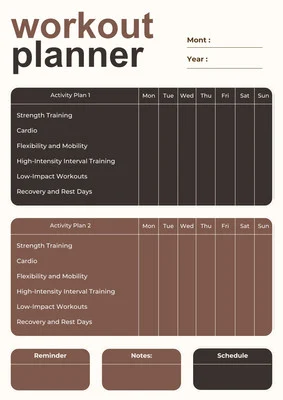 workout
planner
Mont :
Year :
Activity Plan 1 Mon Tue Wed Thu Fri Sat Sun
Strength Training
Cardio
Flexibility and Mobility
High-Intensity Interval Training
Low-Impact Workouts
Recovery and Rest Days
Activity Plan 2 Mon Tue Wed Thu Fri Sat Sun
Strength Training
Cardio
Flexibility and Mobility
High-Intensity Interval Training
Low-Impact Workouts
Recovery and Rest Days
Reminder Notes: Schedule